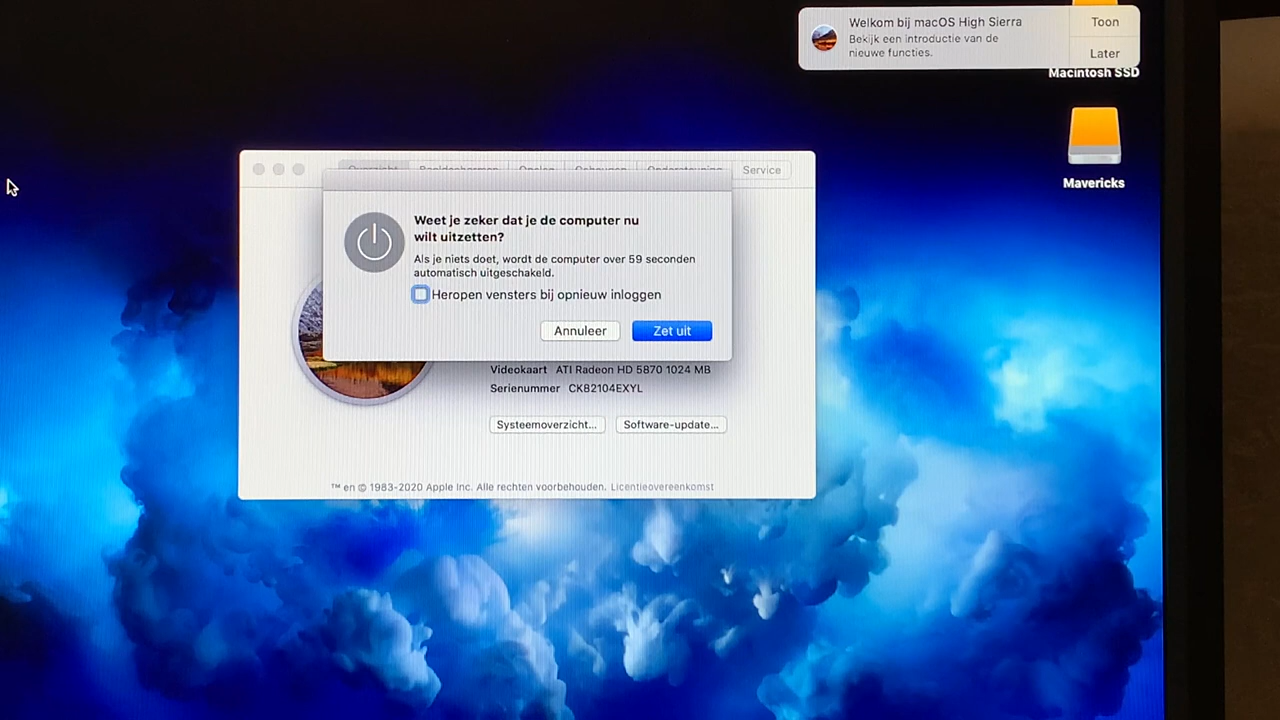 Welkom bij macOS High Sierra
Toon
Bekijk een introductie van de
nieuwe functies.
Later
Macintosh SSD
Mavericks
Service
Weet je zeker dat je de computer nu
wilt uitzetten?
Als je niets doet, wordt de computer over 59 seconden
automatisch uitgeschakeld.
Heropen vensters bij opnieuw inloggen
Annuleer
Zet uit
Videokaart ATI Radeon HD 5870 1024 MB
Serienummer CK82104EXYL
Systeemoverzicht...
Software-update...
™ en © 1983-2020 Apple Inc. Alle rechten voorbehouden. Licentieovereenkomst